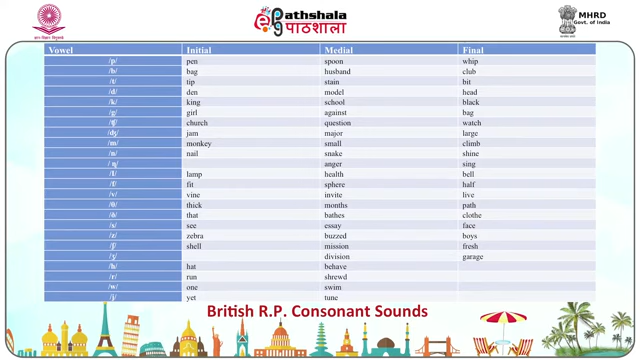 ePathshala
पाठशाला
MHRD
Govt. of India
Vowel Initial Medial Final
/p/ pen spoon whip
/b/ bag husband club
/t/ tip stain bit
/d/ den model head
/k/ king school black
/g/ girl against bag
/ʧ/ church question watch
/ʤ/ jam major large
/m/ monkey small climb
/n/ nail snake shine
/ŋ/ anger sing
/l/ lamp health bell
/f/ fit sphere half
/v/ vine invite live
/θ/ thick months path
/ð/ that bathes clothe
/s/ see essay face
/z/ zebra buzzed boys
/ʃ/ shell mission fresh
/ʒ/ division garage
/h/ hat behave
/r/ run shrewd
/w/ one swim
/j/ yet tune
British R.P. Consonant Sounds